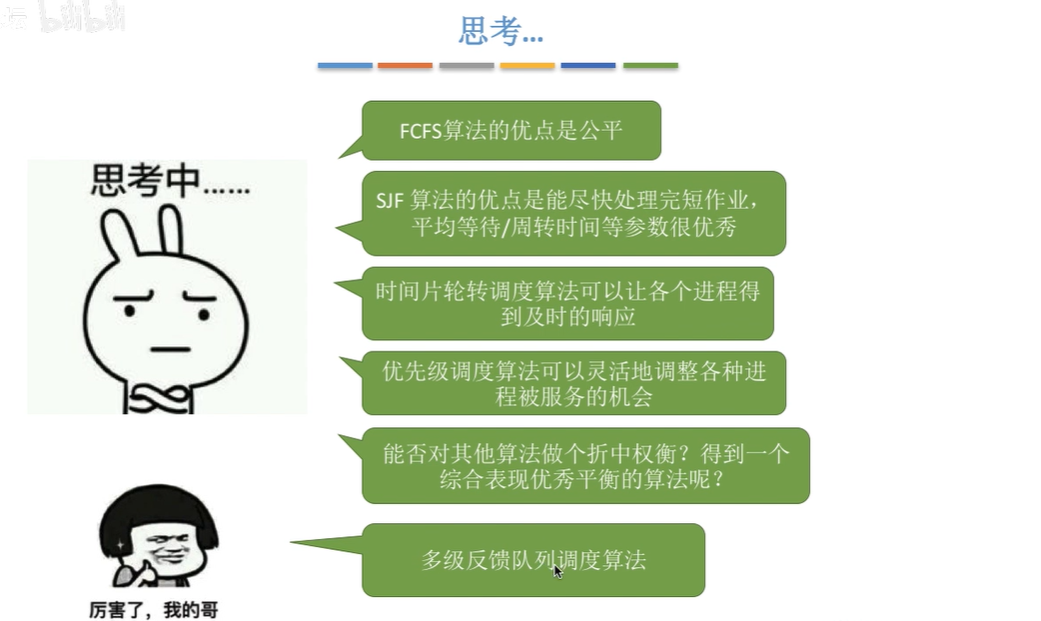 bilibili
思考...
思考中……
FCFS算法的优点是公平
SJF 算法的优点是能尽快处理完短作业，
平均等待/周转时间等参数很优秀
时间片轮转调度算法可以让各个进程得
到及时的响应
优先级调度算法可以灵活地调整各种进
程被服务的机会
能否对其他算法做个折中权衡？得到一个
综合表现优秀平衡的算法呢？
多级反馈队列调度算法
厉害了，我的哥